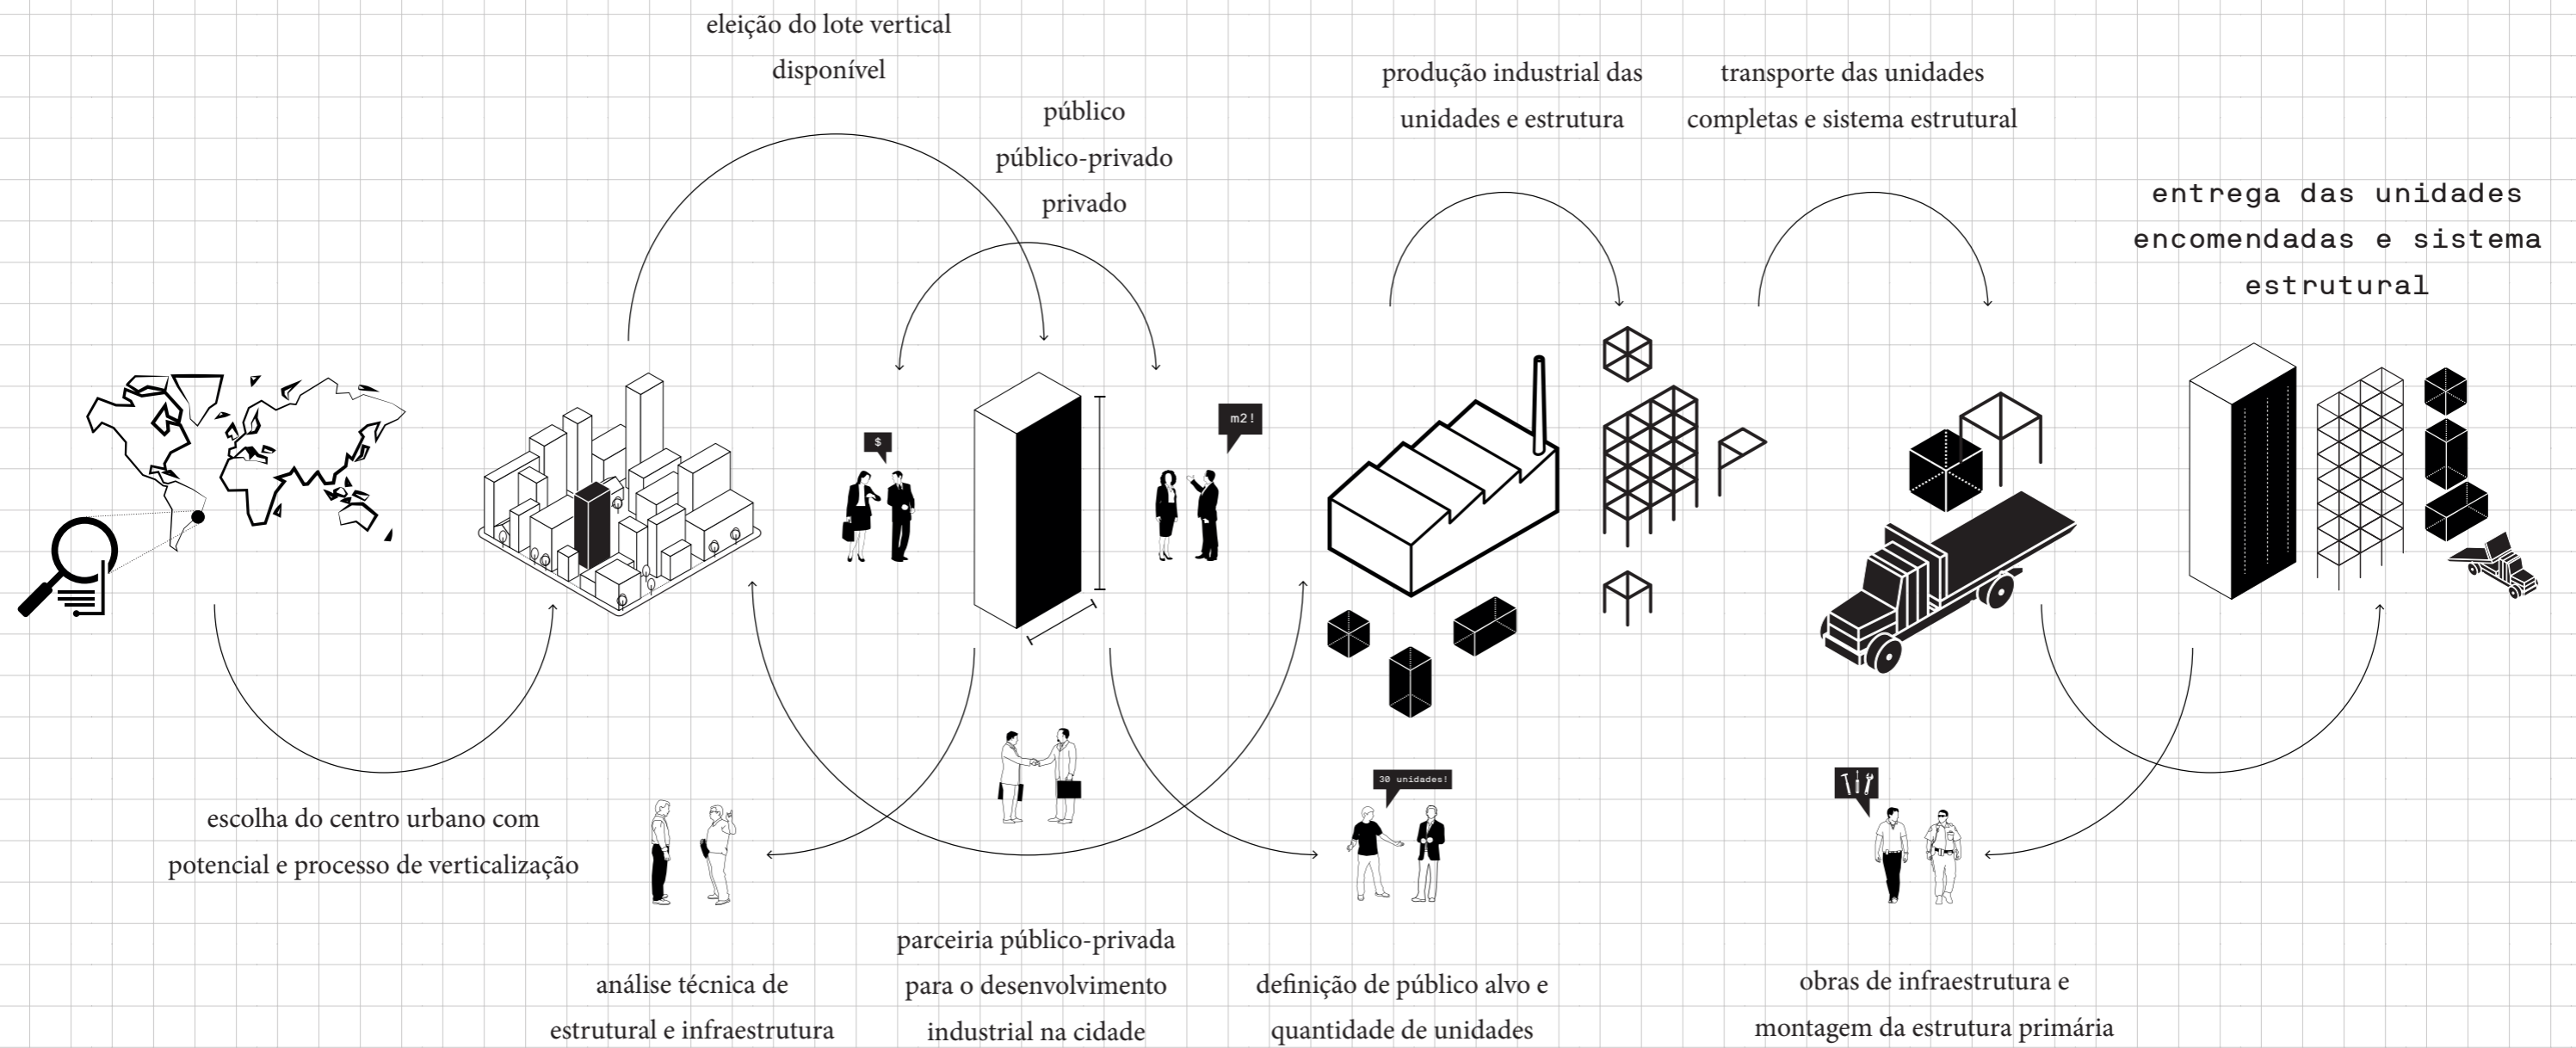 eleição do lote vertical
disponível
público
público-privado
privado
produção industrial das
unidades e estrutura
transporte das unidades
completas e sistema estrutural
entrega das unidades
encomendadas e sistema
estrutural
$
m2!
30 unidades!
escolha do centro urbano com
potencial e processo de verticalização
análise técnica de
estrutural e infraestrutura
parceiria público-privada
para o desenvolvimento
industrial na cidade
definição de público alvo e
quantidade de unidades
obras de infraestrutura e
montagem da estrutura primária